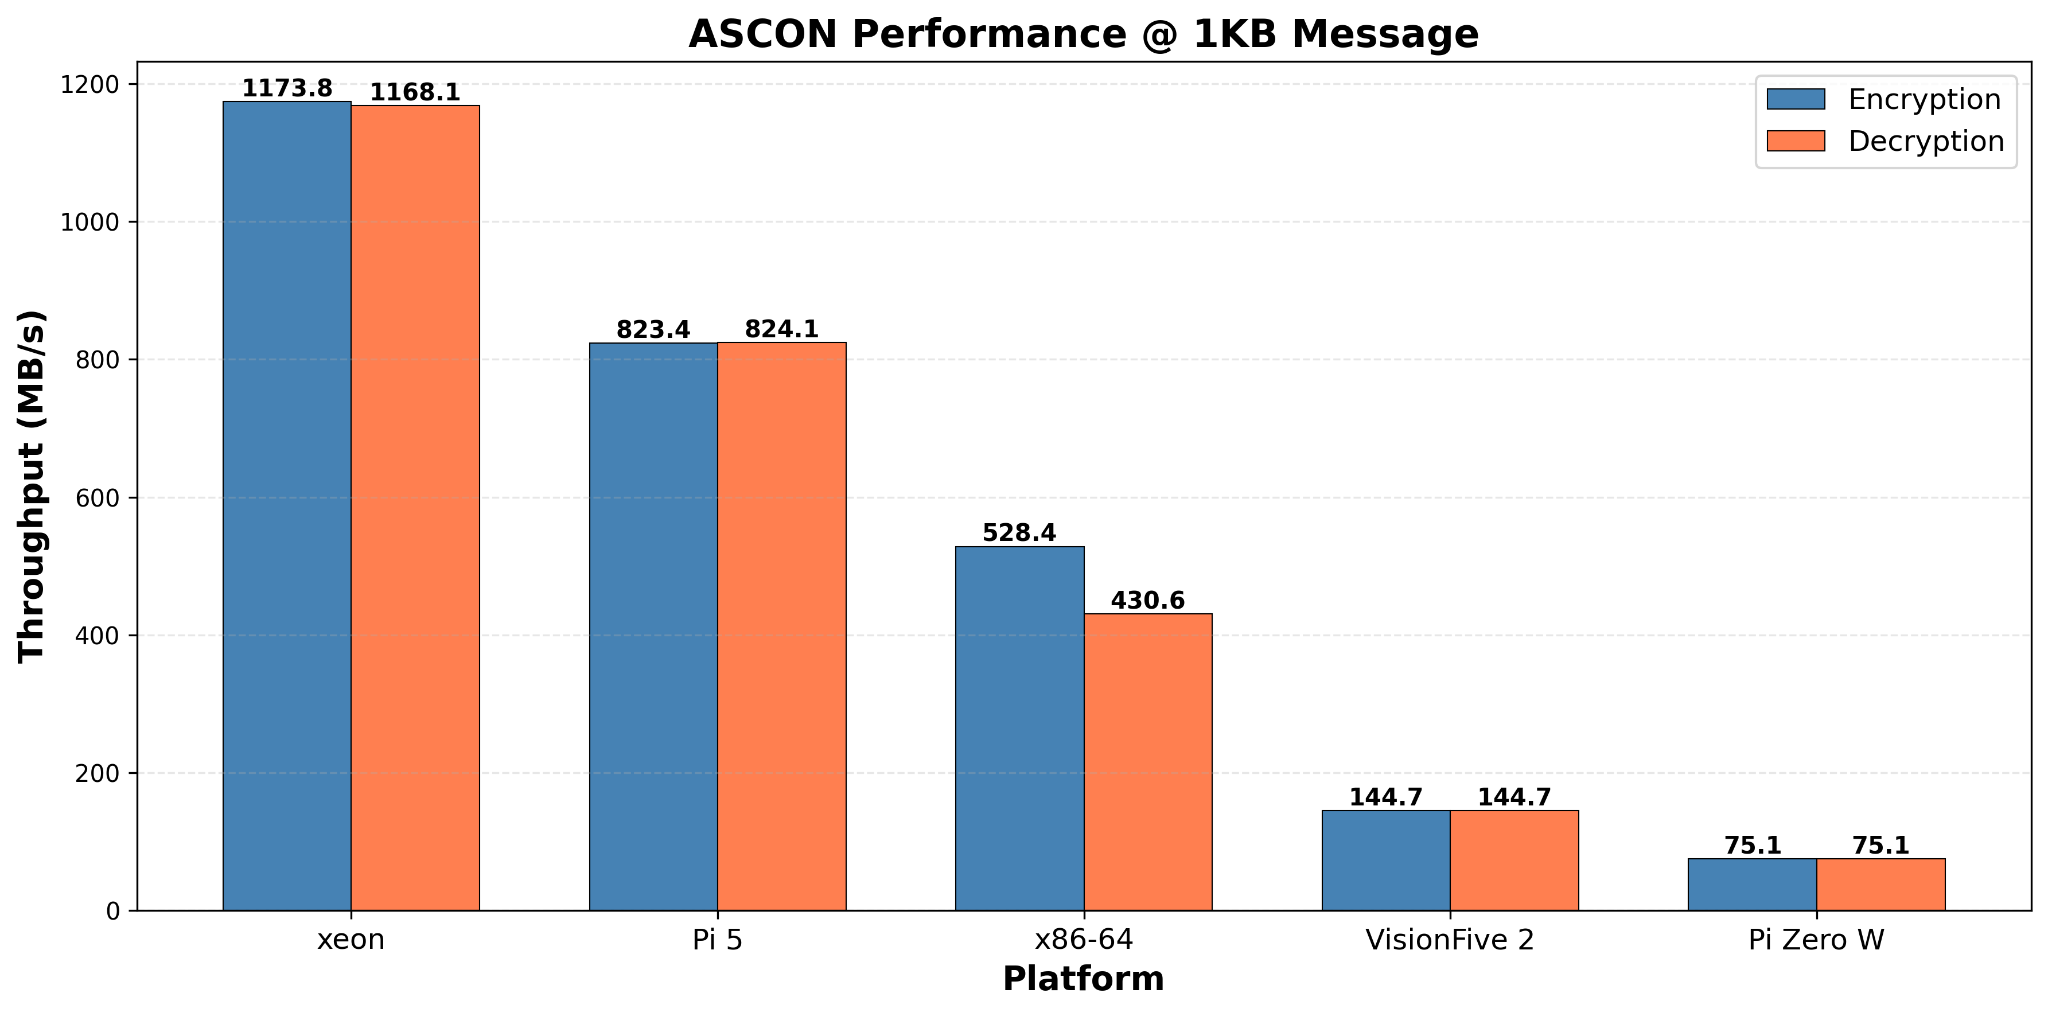 ASCON Performance @ 1KB Message
Encryption
Decryption
Throughput (MB/s)
1200
1000
800
600
400
200
0
1173.8
1168.1
823.4
824.1
528.4
430.6
144.7
144.7
75.1
75.1
xeon
Pi 5
x86-64
VisionFive 2
Pi Zero W
Platform